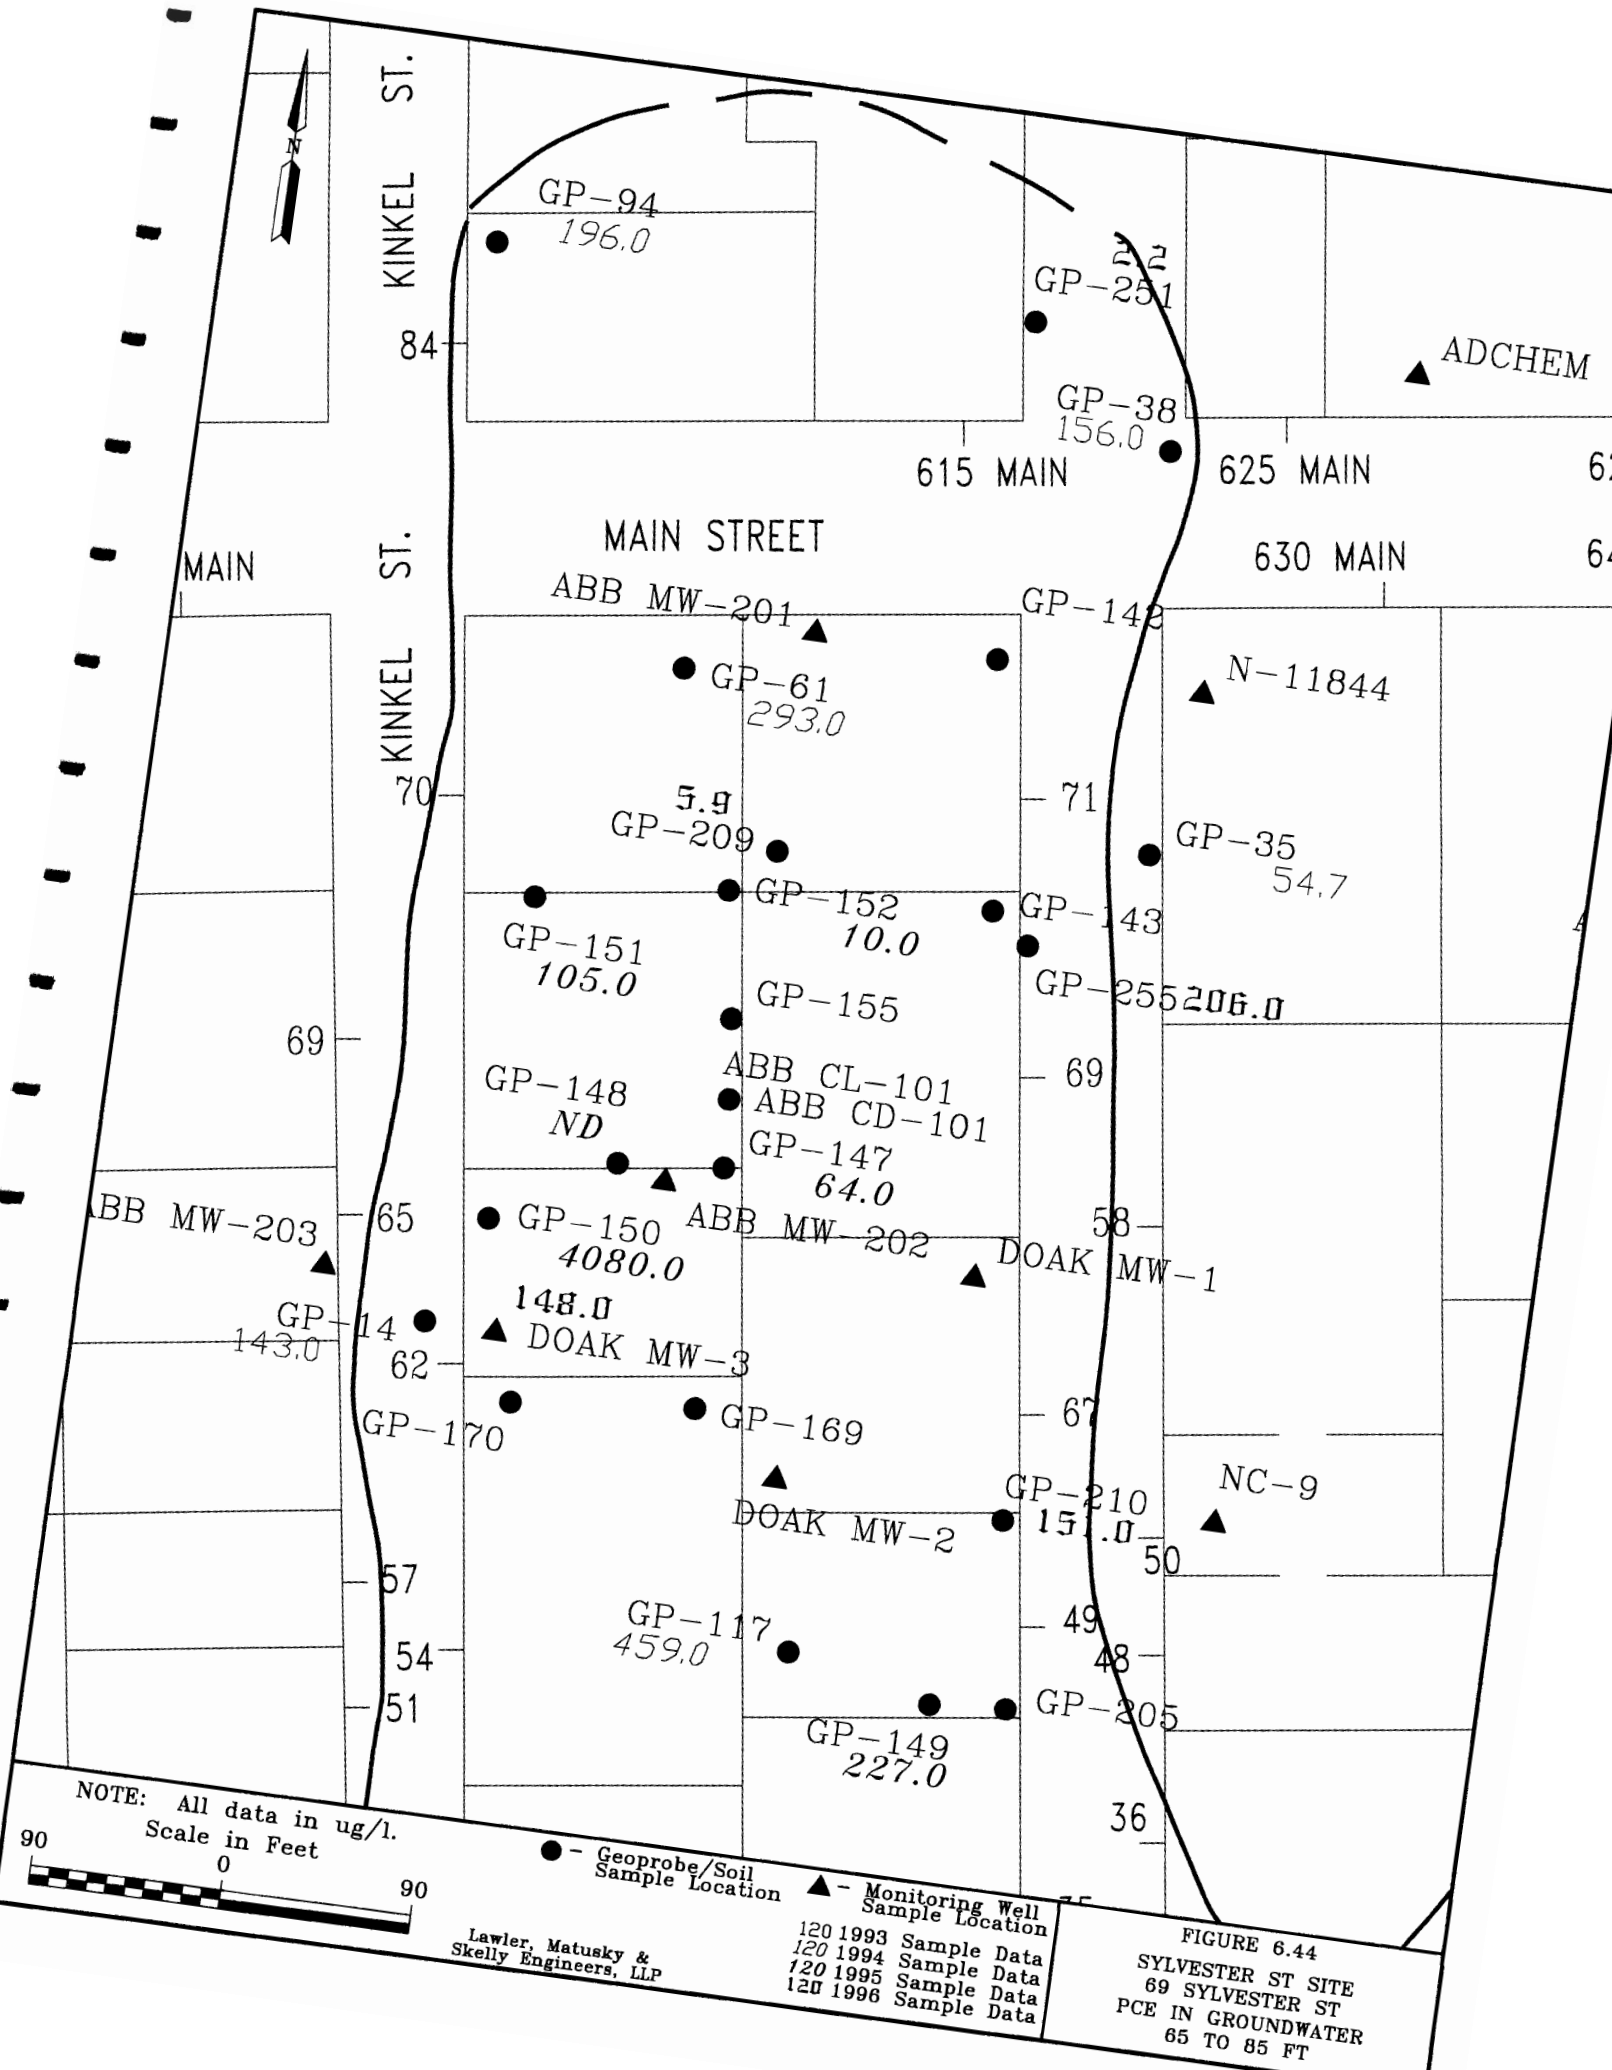 KINKEL ST.
N
GP-94
196.0
2.2
GP-251
84
ADCHEM
GP-38
156.0
615 MAIN
625 MAIN
MAIN STREET
MAIN
KINKEL ST.
630 MAIN
ABB MW-201
GP-142
GP-61
293.0
N-11844
70
71
5.9
GP-209
GP-35
54.7
GP-152
10.0
GP-143
GP-151
105.0
GP-255 206.0
GP-155
69
ABB CL-101
69
GP-148
ND
ABB CD-101
GP-147
64.0
ABB MW-203
65
GP-150
4080.0
ABB MW-202
58
DOAK MW-1
148.0
GP-14
143.0
DOAK MW-3
62
GP-170
GP-169
67
NC-9
GP-210
151.0
DOAK MW-2
50
57
GP-117
459.0
49
54
48
51
GP-205
GP-149
227.0
36
NOTE: All data in ug/l.
Scale in Feet
90 0 90
- Geoprobe/Soil
Sample Location
- Monitoring Well
Sample Location
Lawler, Matusky &
Skelly Engineers, LLP
120 1993 Sample Data
120 1994 Sample Data
120 1995 Sample Data
120 1996 Sample Data
FIGURE 6.44
SYLVESTER ST SITE
69 SYLVESTER ST
PCE IN GROUNDWATER
65 TO 85 FT